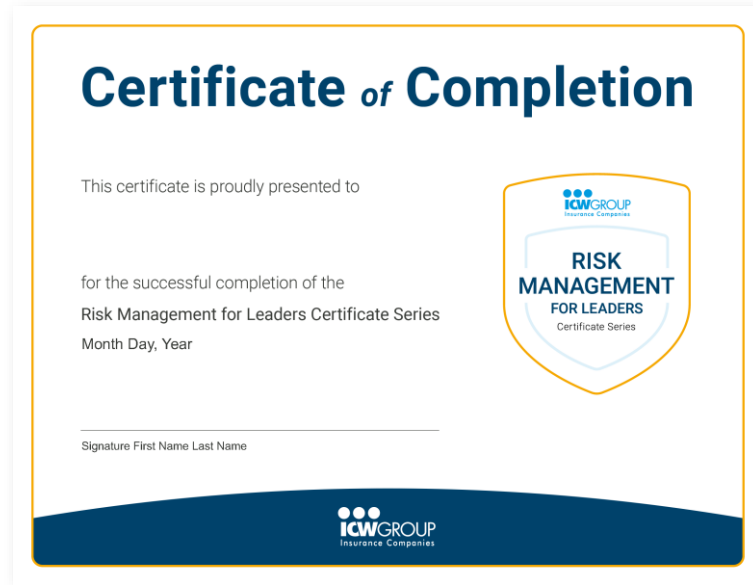 Certificate of Completion
This certificate is proudly presented to
for the successful completion of the
Risk Management for Leaders Certificate Series
Month Day, Year
Signature First Name Last Name
ICWGROUP
Insurance Companies
RISK
MANAGEMENT
FOR LEADERS
Certificate Series
ICWGROUP
Insurance Companies